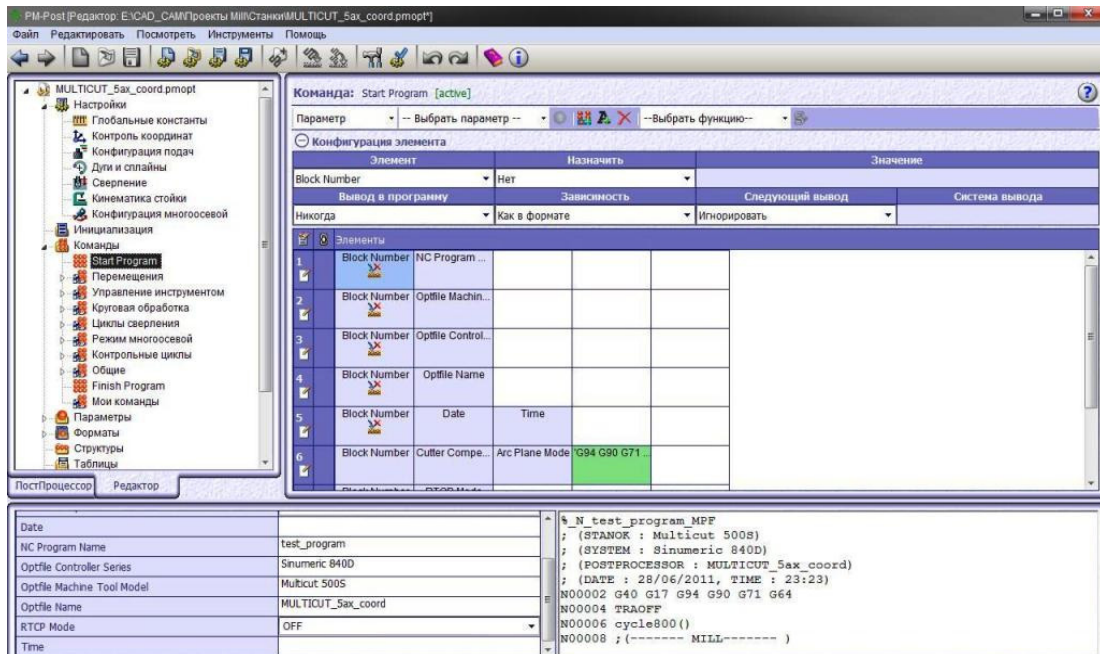 PM-Post [Редактор: E:\CAD_CAM\Проекты Mill\Станки\MULTICUT_5ax_coord.pmopt*]
Файл Редактировать Посмотреть Инструменты Помощь
MULTICUT_5ax_coord.pmopt
Настройки
Глобальные константы
Контроль координат
Конфигурация подач
Дуги и сплайны
Сверление
Кинематика стойки
Конфигурация многоосевой
Инициализация
Команды
Start Program
Перемещения
Управление инструментом
Круговая обработка
Циклы сверления
Режим многоосевой
Контрольные циклы
Общие
Finish Program
Мои команды
Параметры
Форматы
Структуры
Таблицы
ПостПроцессор Редактор
Команда: Start Program [active]
Параметр -- Выбрать параметр -- --Выбрать функцию--
Конфигурация элемента
Элемент Назначить Значение
Block Number Нет
Вывод в программу Зависимость Следующий вывод Система вывода
Никогда Как в формате Игнорировать
Элементы
1 Block Number NC Program ...
2 Block Number Optfile Machin...
3 Block Number Optfile Control...
4 Block Number Optfile Name
5 Block Number Date Time
6 Block Number Cutter Compe... Arc Plane Mode 'G94 G90 G71 ...
Date
NC Program Name test_program
Optfile Controller Series Sinumeric 840D
Optfile Machine Tool Model Multicut 500S
Optfile Name MULTICUT_5ax_coord
RTCP Mode OFF
Time
%_N_test_program_MPF
; (STANOK : Multicut 500S)
; (SYSTEM : Sinumeric 840D)
; (POSTPROCESSOR : MULTICUT_5ax_coord)
; (DATE : 28/06/2011, TIME : 23:23)
N00002 G40 G17 G94 G90 G71 G64
N00004 TRAOFF
N00006 cycle800()
N00008 ;(------- MILL------- )